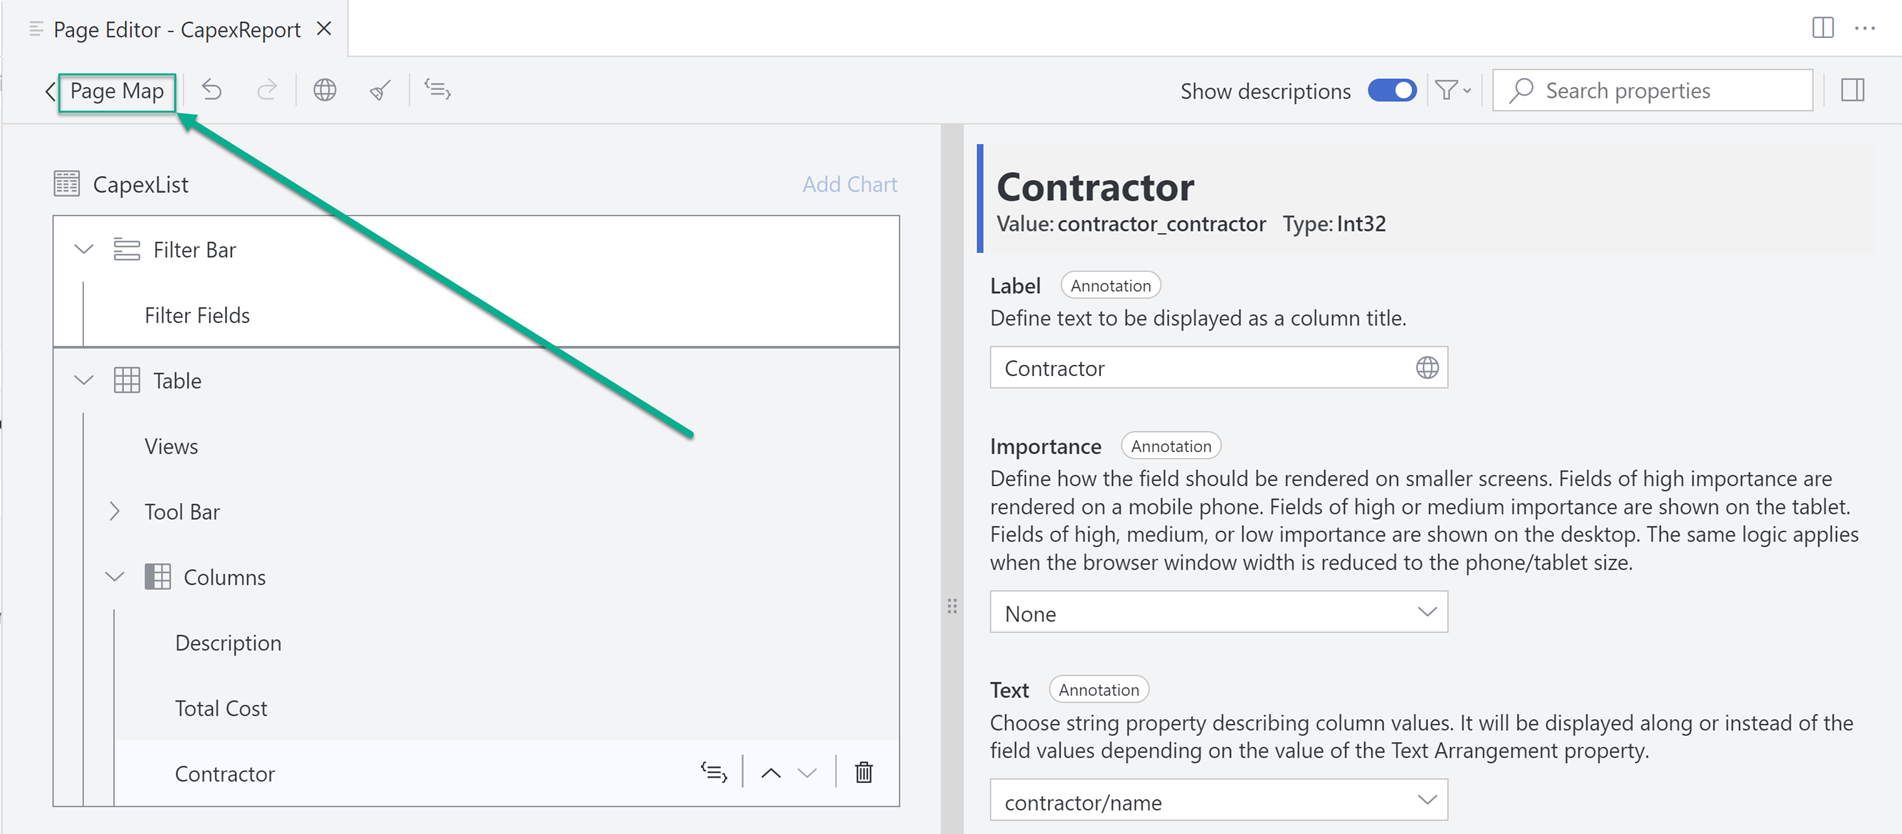 Page Editor - CapexReport
Page Map
Show descriptions
Search properties
CapexList
Add Chart
Filter Bar
Filter Fields
Table
Views
Tool Bar
Columns
Description
Total Cost
Contractor
Contractor
Value: contractor_contractor Type: Int32
Label Annotation
Define text to be displayed as a column title.
Contractor
Importance Annotation
Define how the field should be rendered on smaller screens. Fields of high importance are
rendered on a mobile phone. Fields of high or medium importance are shown on the tablet.
Fields of high, medium, or low importance are shown on the desktop. The same logic applies
when the browser window width is reduced to the phone/tablet size.
None
Text Annotation
Choose string property describing column values. It will be displayed along or instead of the
field values depending on the value of the Text Arrangement property.
contractor/name